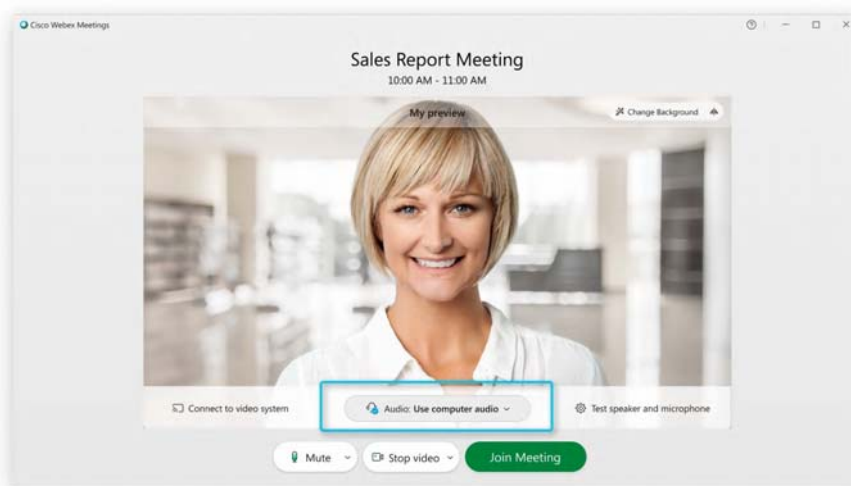 Cisco Webex Meetings
Sales Report Meeting
10:00 AM - 11:00 AM
My preview
Change Background
Connect to video system
Audio: Use computer audio
Test speaker and microphone
Mute
Stop video
Join Meeting